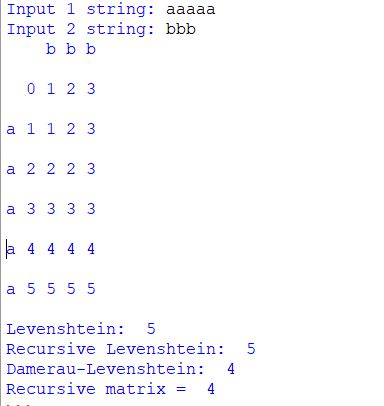 Input 1 string: aaaaa
Input 2 string: bbb
    b b b
  0 1 2 3
a 1 1 2 3
a 2 2 2 3
a 3 3 3 3
a 4 4 4 4
a 5 5 5 5
Levenshtein:  5
Recursive Levenshtein:  5
Damerau-Levenshtein:  4
Recursive matrix =  4